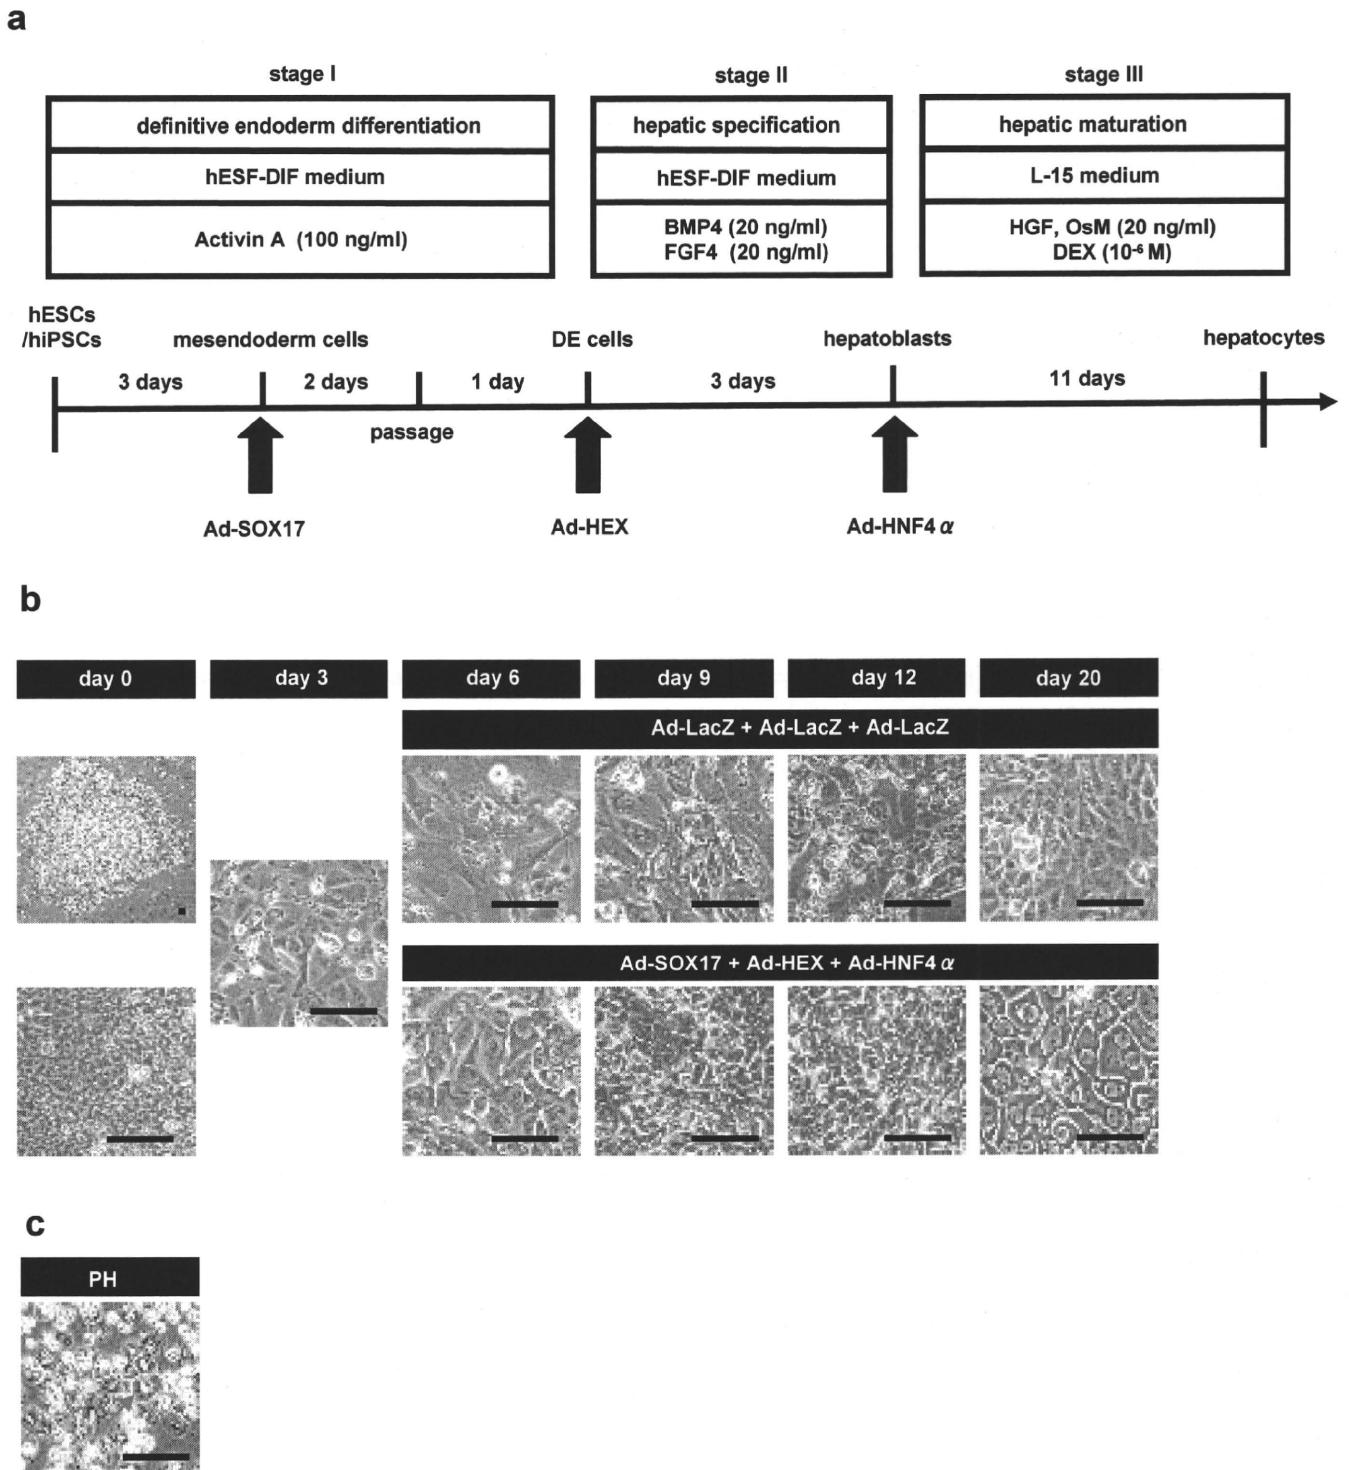 a
stage I
stage II
stage III
definitive endoderm differentiation
hESF-DIF medium
Activin A (100 ng/ml)
hepatic specification
hESF-DIF medium
BMP4 (20 ng/ml)
FGF4 (20 ng/ml)
hepatic maturation
L-15 medium
HGF, OsM (20 ng/ml)
DEX (10⁻⁶ M)
hESCs
/hiPSCs
mesendoderm cells
DE cells
hepatoblasts
hepatocytes
3 days
2 days
1 day
3 days
11 days
passage
Ad-SOX17
Ad-HEX
Ad-HNF4α
b
day 0
day 3
day 6
day 9
day 12
day 20
Ad-LacZ + Ad-LacZ + Ad-LacZ
Ad-SOX17 + Ad-HEX + Ad-HNF4α
c
PH